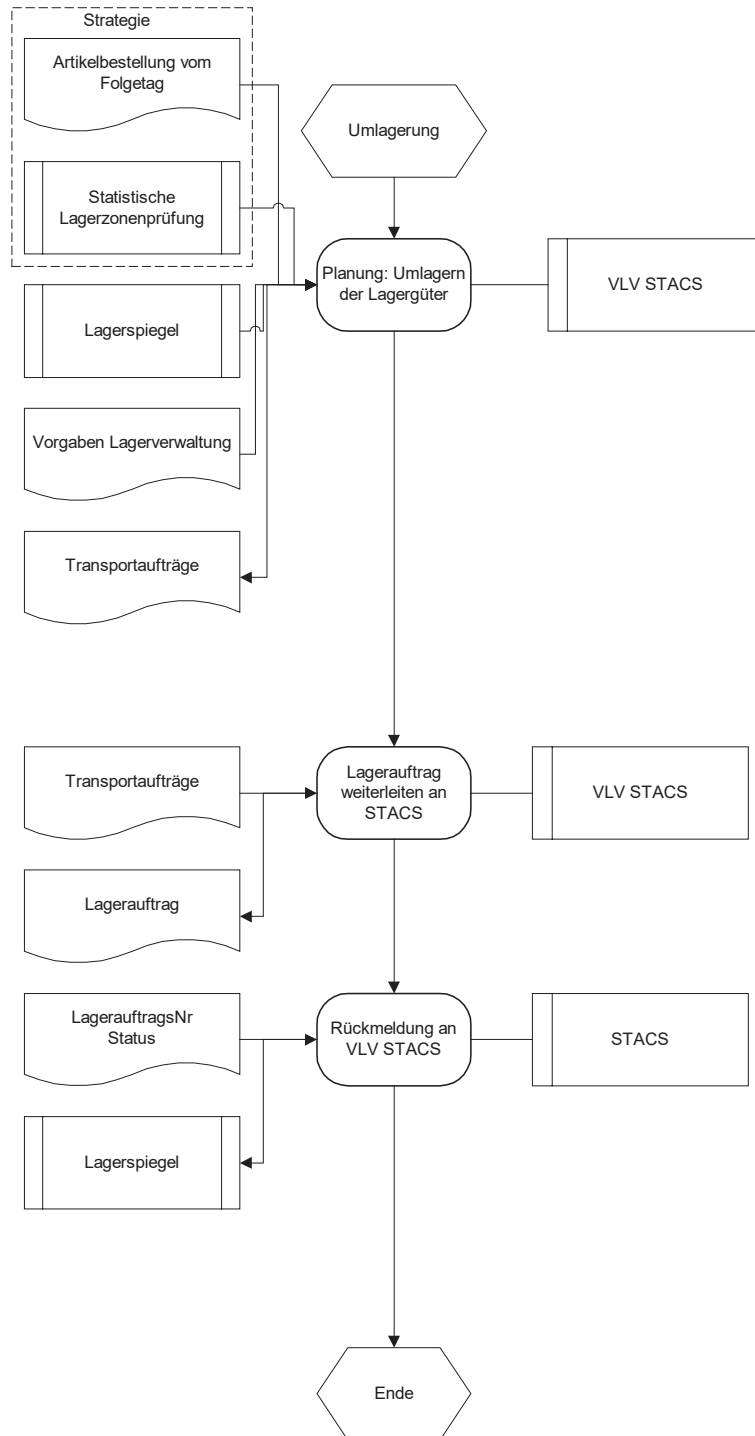 Strategie
Artikelbestellung vom
Folgetag
Umlagerung
Statistische
Lagerzonenprüfung
Planung: Umlagern
der Lagergüter
VLV STACS
Lagerspiegel
Vorgaben Lagerverwaltung
Transportaufträge
Transportaufträge
Lagerauftrag
weiterleiten an
STACS
VLV STACS
Lagerauftrag
LagerauftragsNr
Status
Rückmeldung an
VLV STACS
STACS
Lagerspiegel
Ende